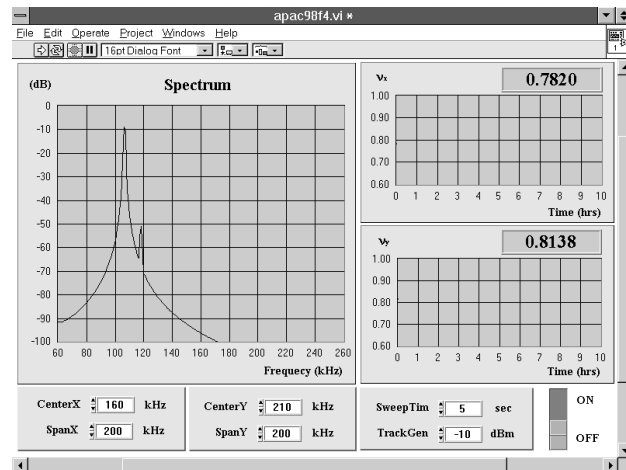 apac98f4.vi *
File Edit Operate Project Windows Help
16pt Dialog Font
(dB) Spectrum
0
-10
-20
-30
-40
-50
-60
-70
-80
-90
-100
60 80 100 120 140 160 180 200 220 240 260
Frequecy (kHz)
νx 0.7820
1.00
0.90
0.80
0.70
0.60
0 1 2 3 4 5 6 7 8 9 10
Time (hrs)
νy 0.8138
1.00
0.90
0.80
0.70
0.60
0 1 2 3 4 5 6 7 8 9 10
Time (hrs)
CenterX 160 kHz
SpanX 200 kHz
CenterY 210 kHz
SpanY 200 kHz
SweepTim 5 sec
TrackGen -10 dBm
ON
OFF